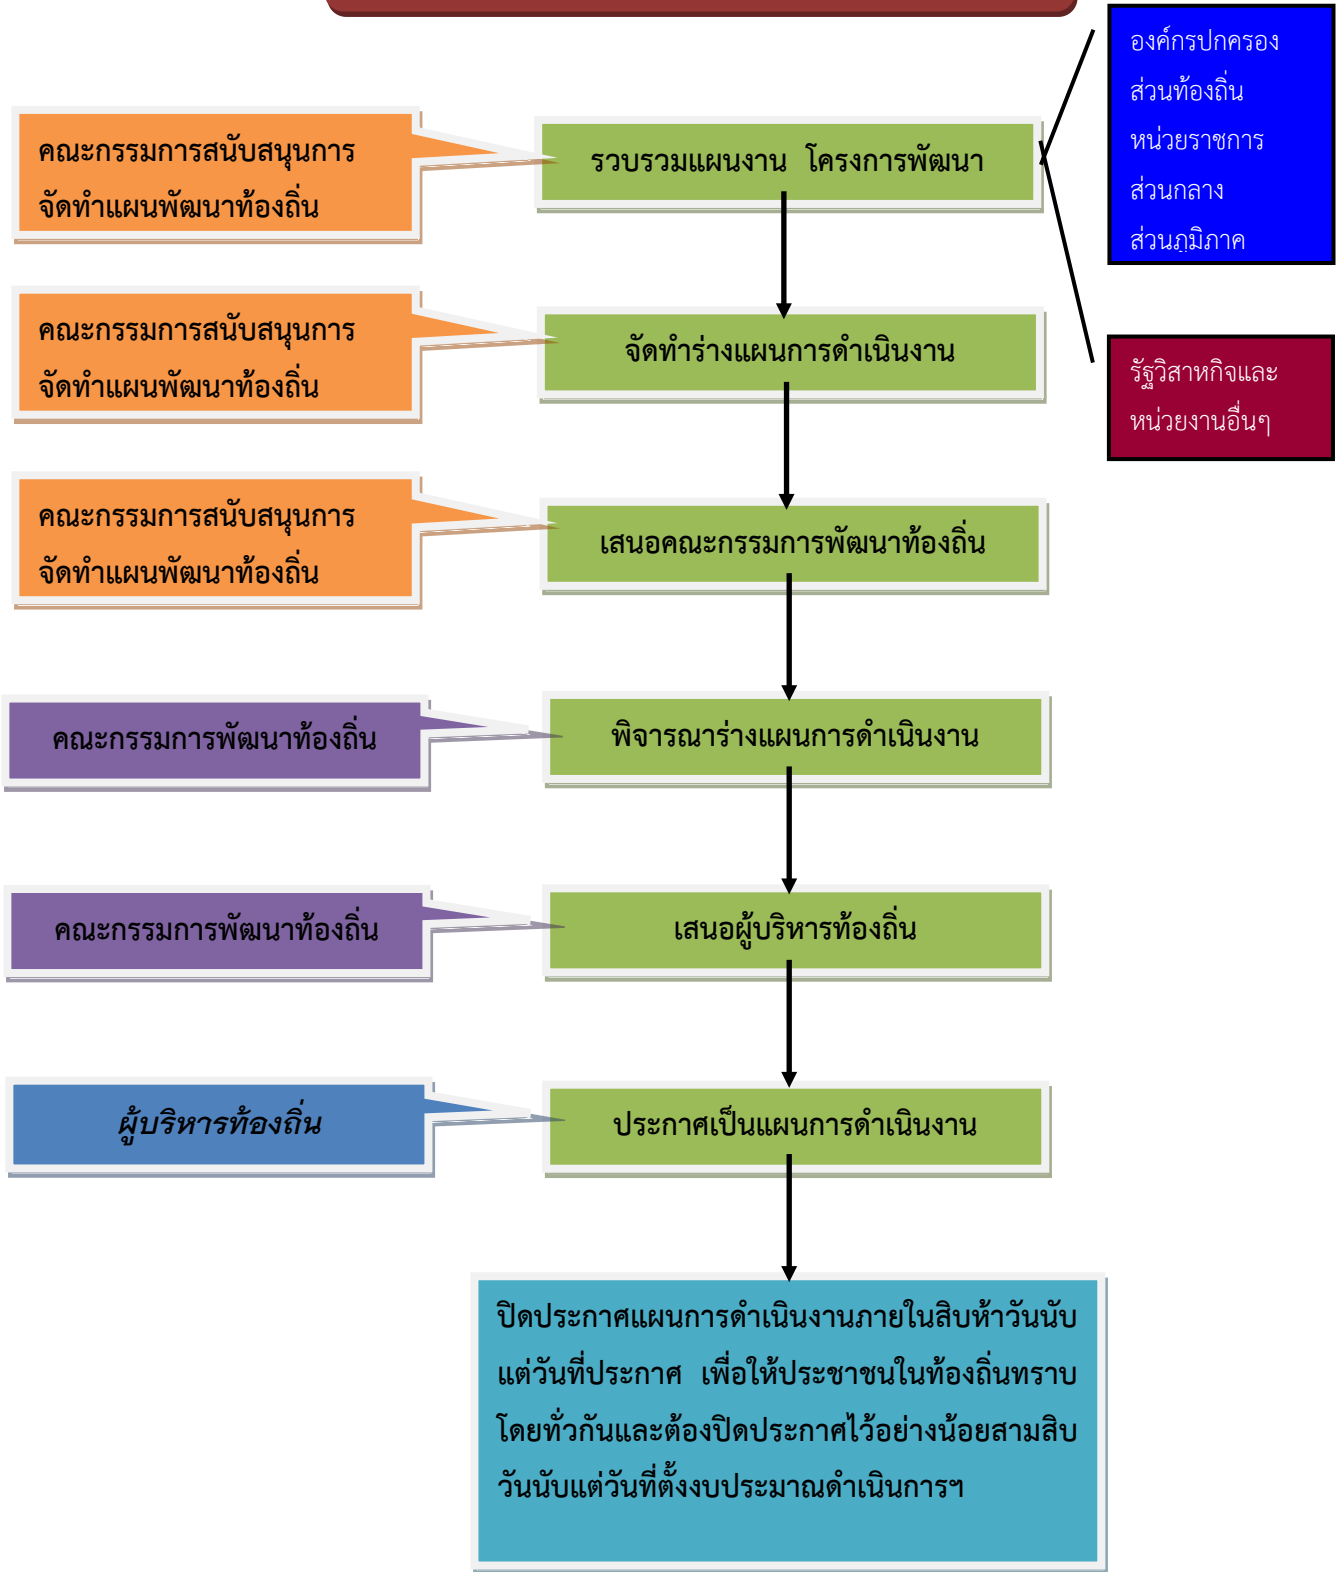 องค์กรปกครอง
ส่วนท้องถิ่น
หน่วยราชการ
ส่วนกลาง
ส่วนภูมิภาค
คณะกรรมการสนับสนุนการ
จัดทำแผนพัฒนาท้องถิ่น
รวบรวมแผนงาน โครงการพัฒนา
คณะกรรมการสนับสนุนการ
จัดทำแผนพัฒนาท้องถิ่น
จัดทำร่างแผนการดำเนินงาน
รัฐวิสาหกิจและ
หน่วยงานอื่นๆ
คณะกรรมการสนับสนุนการ
จัดทำแผนพัฒนาท้องถิ่น
เสนอคณะกรรมการพัฒนาท้องถิ่น
คณะกรรมการพัฒนาท้องถิ่น
พิจารณาร่างแผนการดำเนินงาน
คณะกรรมการพัฒนาท้องถิ่น
เสนอผู้บริหารท้องถิ่น
ผู้บริหารท้องถิ่น
ประกาศเป็นแผนการดำเนินงาน
ปิดประกาศแผนการดำเนินงานภายในสิบห้าวันนับ
แต่วันที่ประกาศ เพื่อให้ประชาชนในท้องถิ่นทราบ
โดยทั่วกันและต้องปิดประกาศไว้อย่างน้อยสามสิบ
วันนับแต่วันที่ตั้งงบประมาณดำเนินการฯ